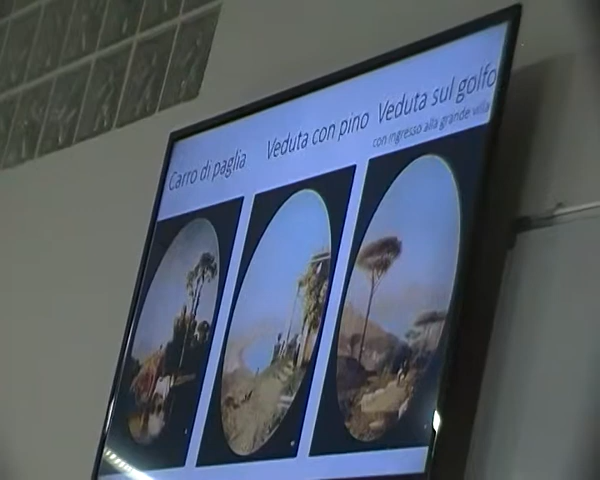 Carro di paglia
Veduta con pino
Veduta sul golfo
con ingresso alla grande villa